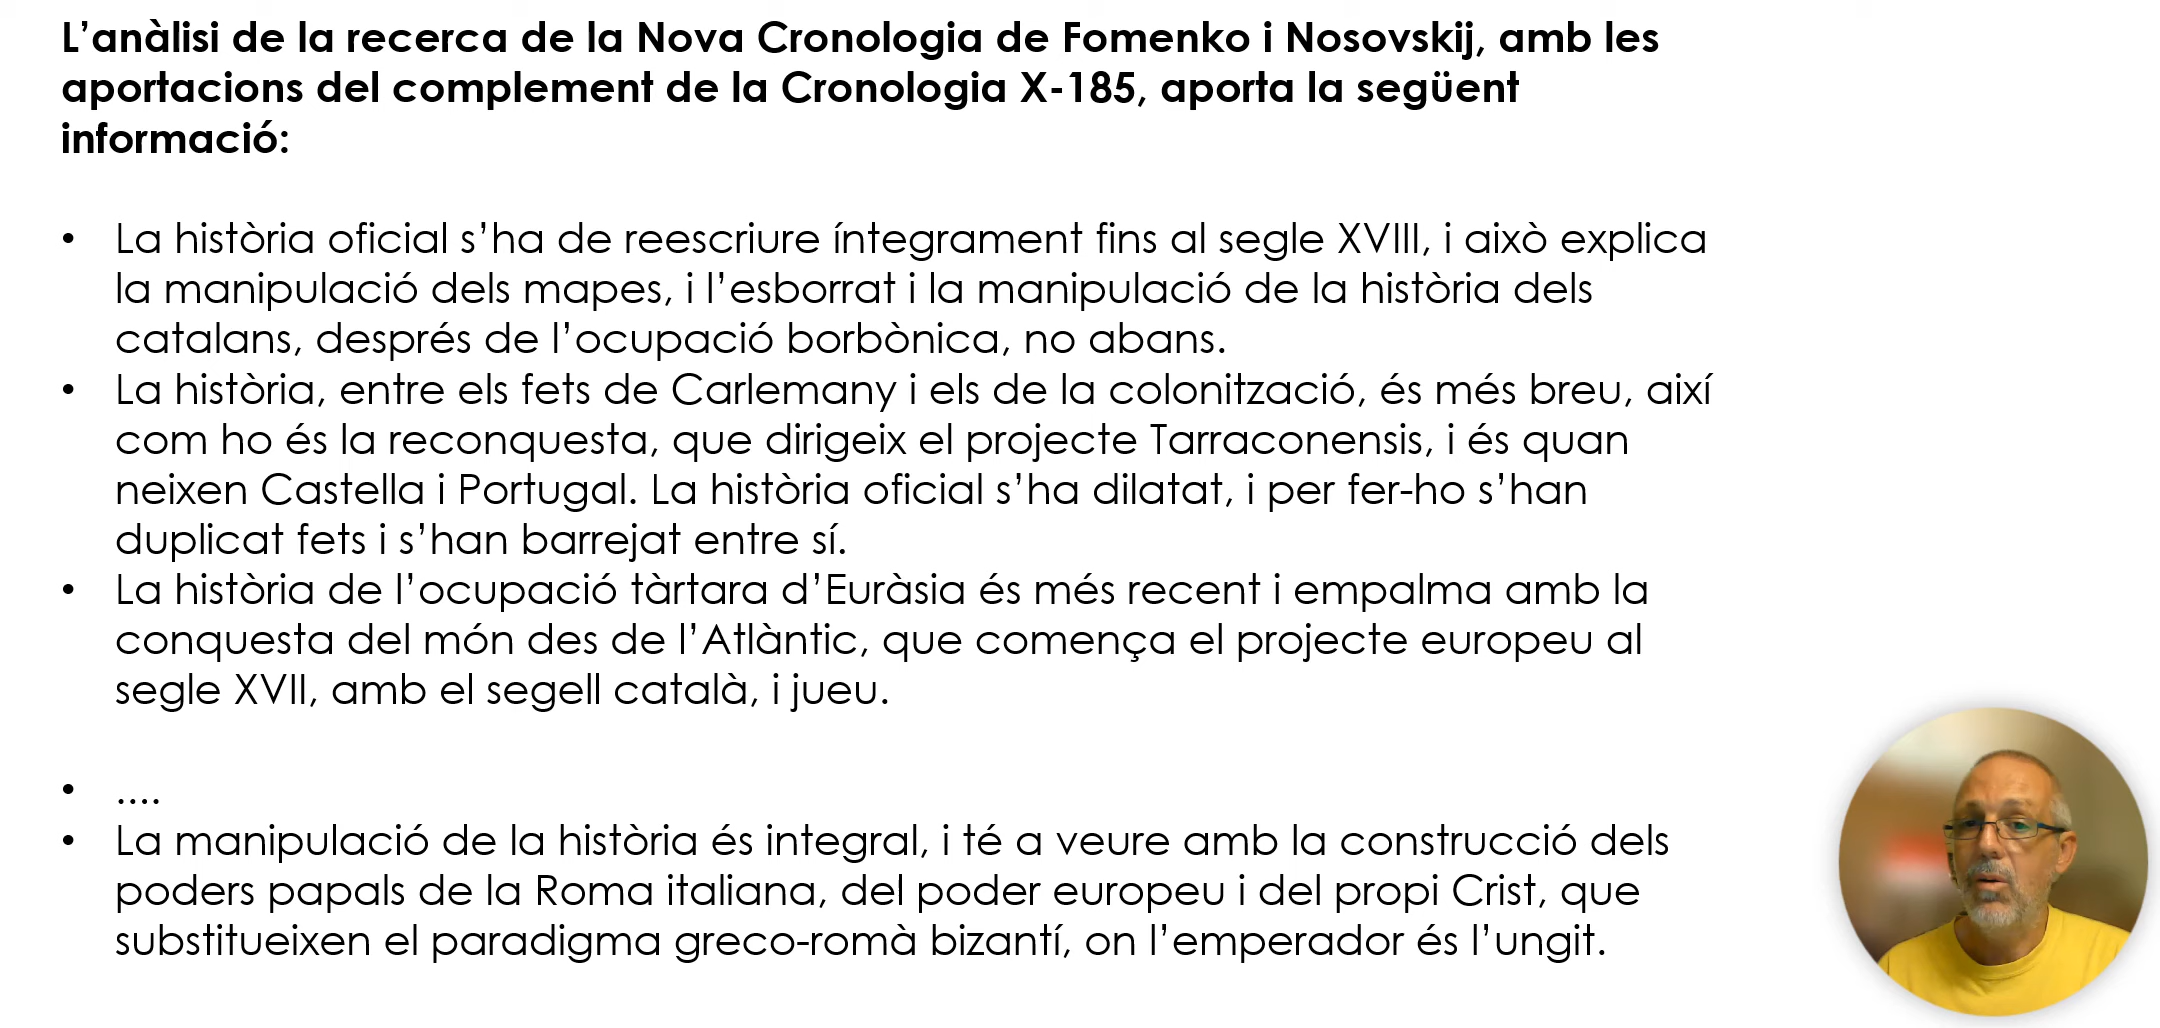 L’anàlisi de la recerca de la Nova Cronologia de Fomenko i Nosovskij, amb les
aportacions del complement de la Cronologia X-185, aporta la següent
informació:
• La història oficial s’ha de reescriure íntegrament fins al segle XVIII, i això explica
la manipulació dels mapes, i l’esborrat i la manipulació de la història dels
catalans, després de l’ocupació borbònica, no abans.
• La història, entre els fets de Carlemany i els de la colonització, és més breu, així
com ho és la reconquesta, que dirigeix el projecte Tarraconensis, i és quan
neixen Castella i Portugal. La història oficial s’ha dilatat, i per fer-ho s’han
duplicat fets i s’han barrejat entre sí.
• La història de l’ocupació tàrtara d’Euràsia és més recent i empalma amb la
conquesta del món des de l’Atlàntic, que comença el projecte europeu al
segle XVII, amb el segell català, i jueu.
• ....
• La manipulació de la història és integral, i té a veure amb la construcció dels
poders papals de la Roma italiana, del poder europeu i del propi Crist, que
substitueixen el paradigma greco-romà bizantí, on l’emperador és l’ungit.